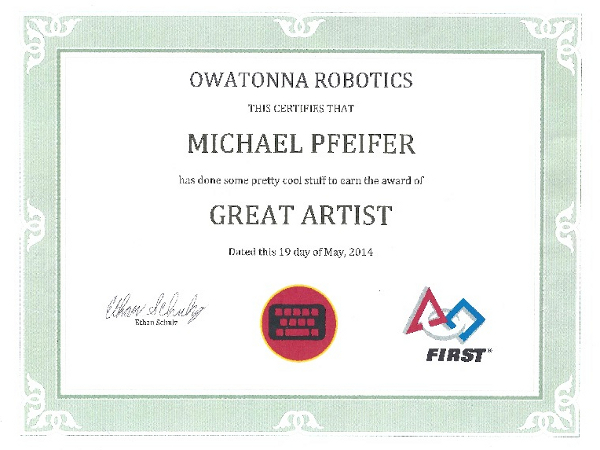 OWATONNA ROBOTICS
THIS CERTIFIES THAT
MICHAEL PFEIFER
has done some pretty cool stuff to earn the award of
GREAT ARTIST
Dated this 19 day of May, 2014
Ethan Schulz
Ethan Schulz
FIRST®